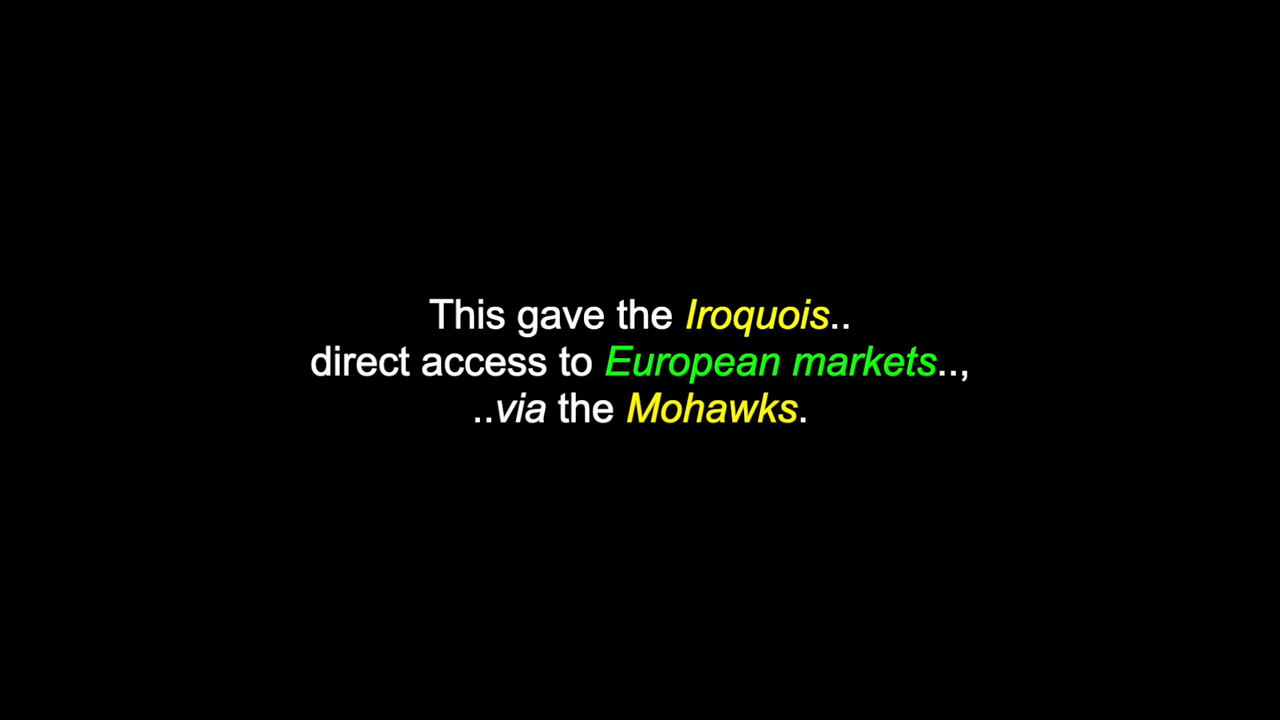 This gave the Iroquois..
direct access to European markets..,
..via the Mohawks.